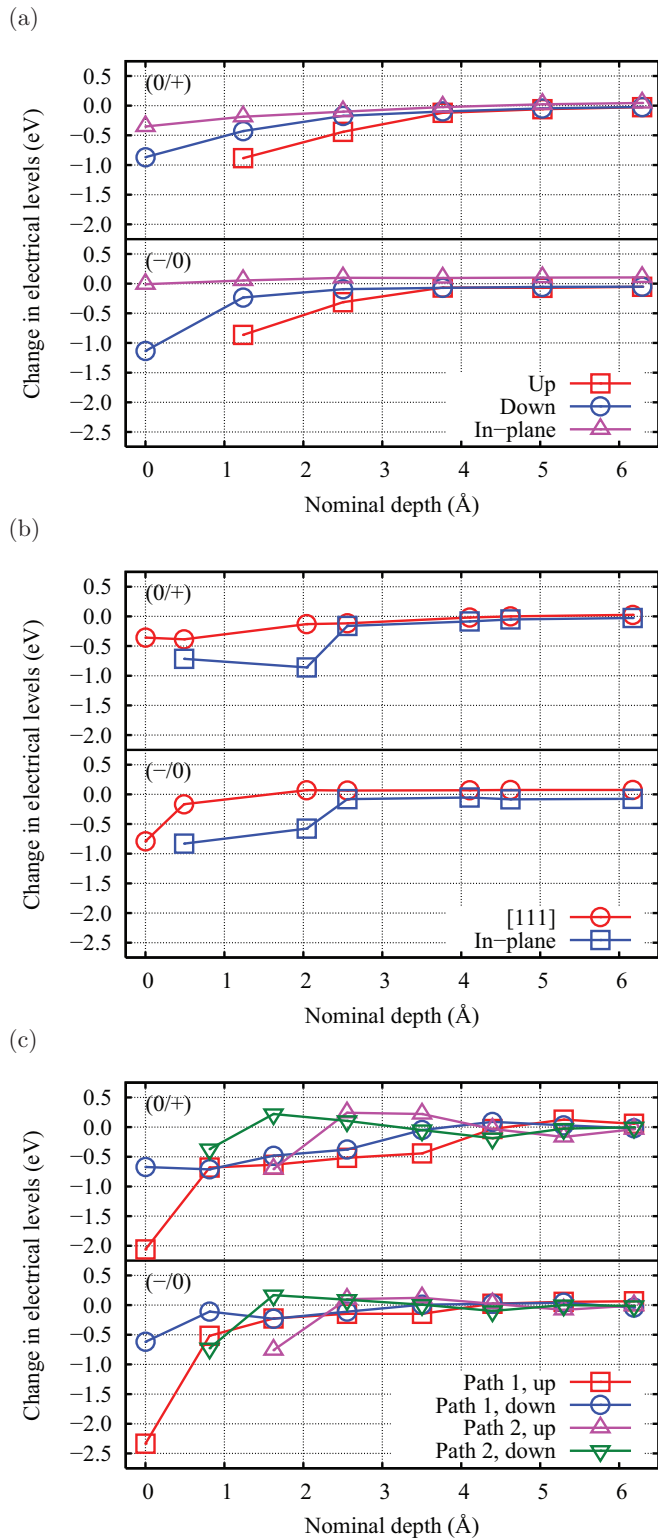 (a)
Change in electrical levels (eV)
0.5
0.0
−0.5
−1.0
−1.5
−2.0
(0/+)
0.5
0.0
−0.5
−1.0
−1.5
−2.0
−2.5
(−/0)
Up
Down
In−plane
0 1 2 3 4 5 6
Nominal depth (Å)
(b)
Change in electrical levels (eV)
0.5
0.0
−0.5
−1.0
−1.5
−2.0
(0/+)
0.5
0.0
−0.5
−1.0
−1.5
−2.0
−2.5
(−/0)
[111]
In−plane
0 1 2 3 4 5 6
Nominal depth (Å)
(c)
Change in electrical levels (eV)
0.5
0.0
−0.5
−1.0
−1.5
−2.0
(0/+)
0.5
0.0
−0.5
−1.0
−1.5
−2.0
−2.5
(−/0)
Path 1, up
Path 1, down
Path 2, up
Path 2, down
0 1 2 3 4 5 6
Nominal depth (Å)